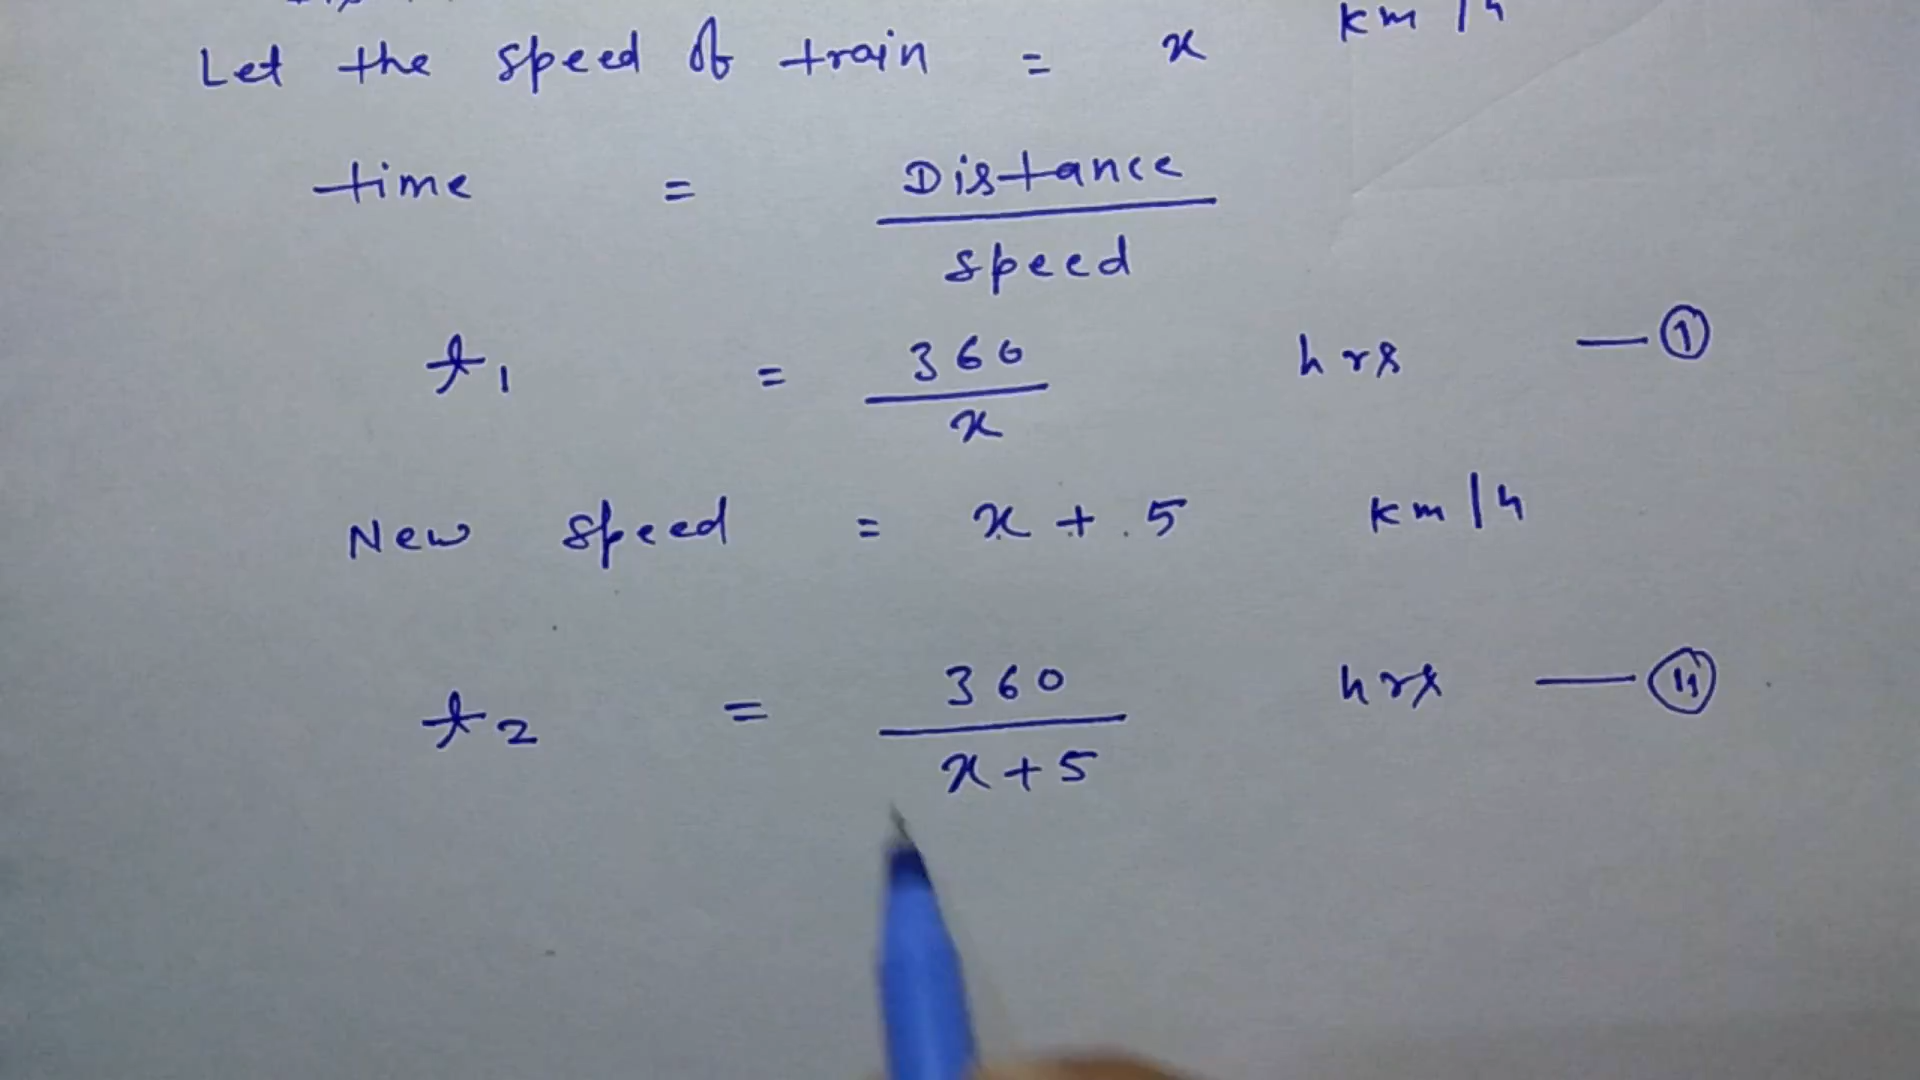 Let the speed of train = x km/h
time = Distance / speed
t₁ = 360 / x hrs — ①
New speed = x + 5 km/h
t₂ = 360 / x+5 hrs — (11)